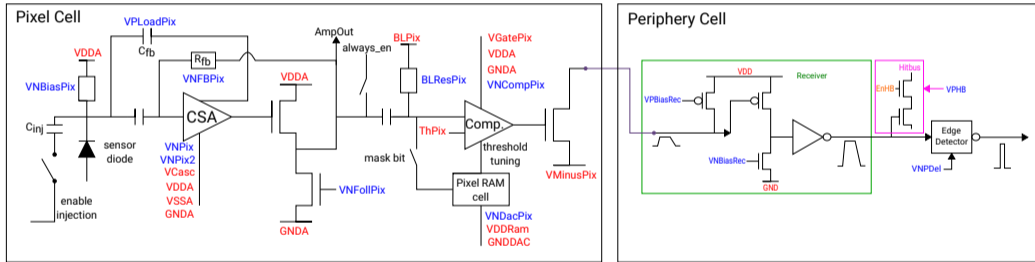 Pixel Cell
VPLoadPix
Cfb
VDDA
VNBiasPix
Rfb
VNFBPix
AmpOut
always_en
BLPix
BLResPix
VGatePix
VDDA
GNDA
VNCompPix
VDDA
CSA
Cinj
sensor
diode
enable
injection
VNPix
VNPix2
VCasc
VDDA
VSSA
GNDA
VNFollPix
GNDA
mask bit
ThPix
Comp.
threshold
tuning
Pixel RAM
cell
VNDacPix
VDDRam
GNDDAC
VMinusPix
Periphery Cell
VDD
Receiver
VPBiasRec
VNBiasRec
GND
Hitbus
EnHB
VPHB
Edge
Detector
VNPDel